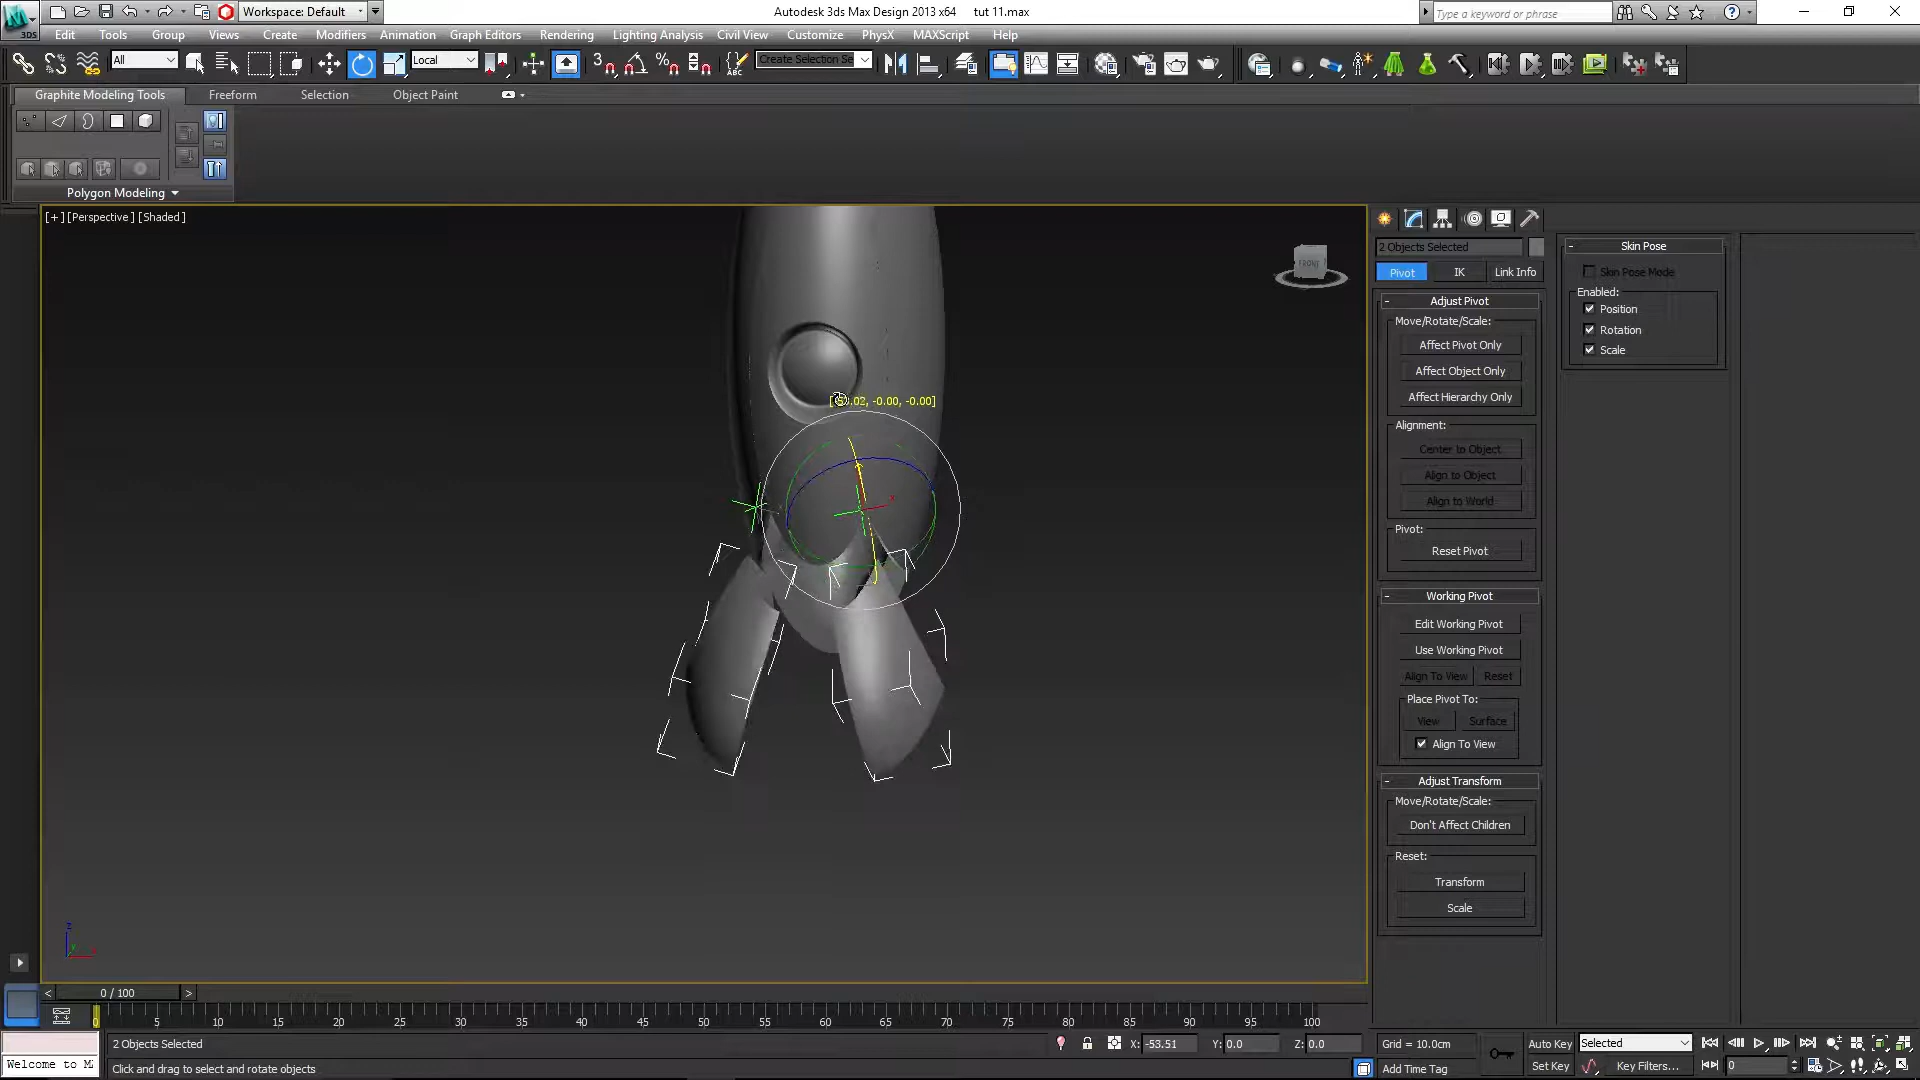 Workspace: Default
Autodesk 3ds Max Design 2013 x64 tut 11.max
Type a keyword or phrase
3DS
Edit Tools Group Views Create Modifiers Animation Graph Editors Rendering Lighting Analysis Civil View Customize PhysX MAXScript Help
All
Local
Create Selection Se
Graphite Modeling Tools Freeform Selection Object Paint
Polygon Modeling
[+] [Perspective] [Shaded]
2 Objects Selected
Pivot IK Link Info
- Adjust Pivot
Move/Rotate/Scale:
Affect Pivot Only
Affect Object Only
Affect Hierarchy Only
Alignment:
Center to Object
Align to Object
Align to World
Pivot:
Reset Pivot
- Working Pivot
Edit Working Pivot
Use Working Pivot
Align To View Reset
Place Pivot To:
View Surface
Align To View
- Adjust Transform
Move/Rotate/Scale:
Don't Affect Children
Reset:
Transform
Scale
- Skin Pose
Skin Pose Mode
Enabled:
Position
Rotation
Scale
.02, -0.00, -0.00]
z
y
< 0 / 100 >
0 5 10 15 20 25 30 35 40 45 50 55 60 65 70 75 80 85 90 95 100
2 Objects Selected
X: -53.51 Y: 0.0 Z: 0.0
Grid = 10.0cm
Auto Key Selected
Welcome to M
Click and drag to select and rotate objects
Add Time Tag
Set Key Key Filters... 0